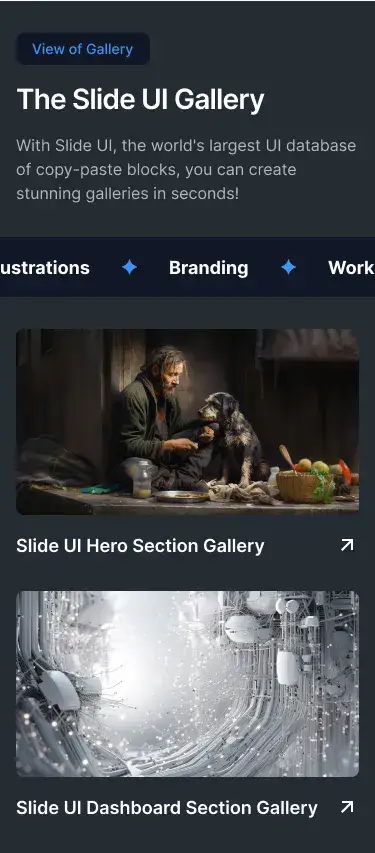 View of Gallery
The Slide UI Gallery
With Slide UI, the world's largest UI database
of copy-paste blocks, you can create
stunning galleries in seconds!
ustrations Branding Work
Slide UI Hero Section Gallery
Slide UI Dashboard Section Gallery